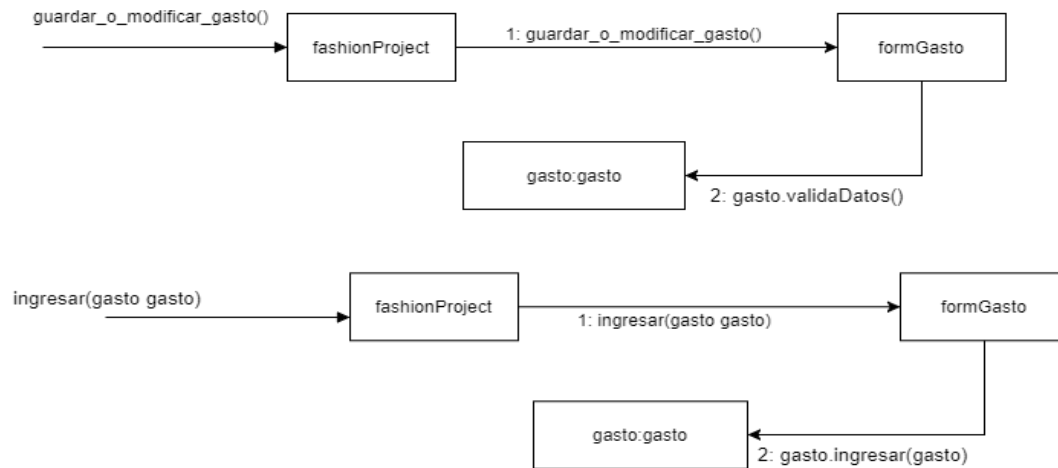 guardar_o_modificar_gasto()
fashionProject
1: guardar_o_modificar_gasto()
formGasto
gasto:gasto
2: gasto.validaDatos()
ingresar(gasto gasto)
fashionProject
1: ingresar(gasto gasto)
formGasto
gasto:gasto
2: gasto.ingresar(gasto)